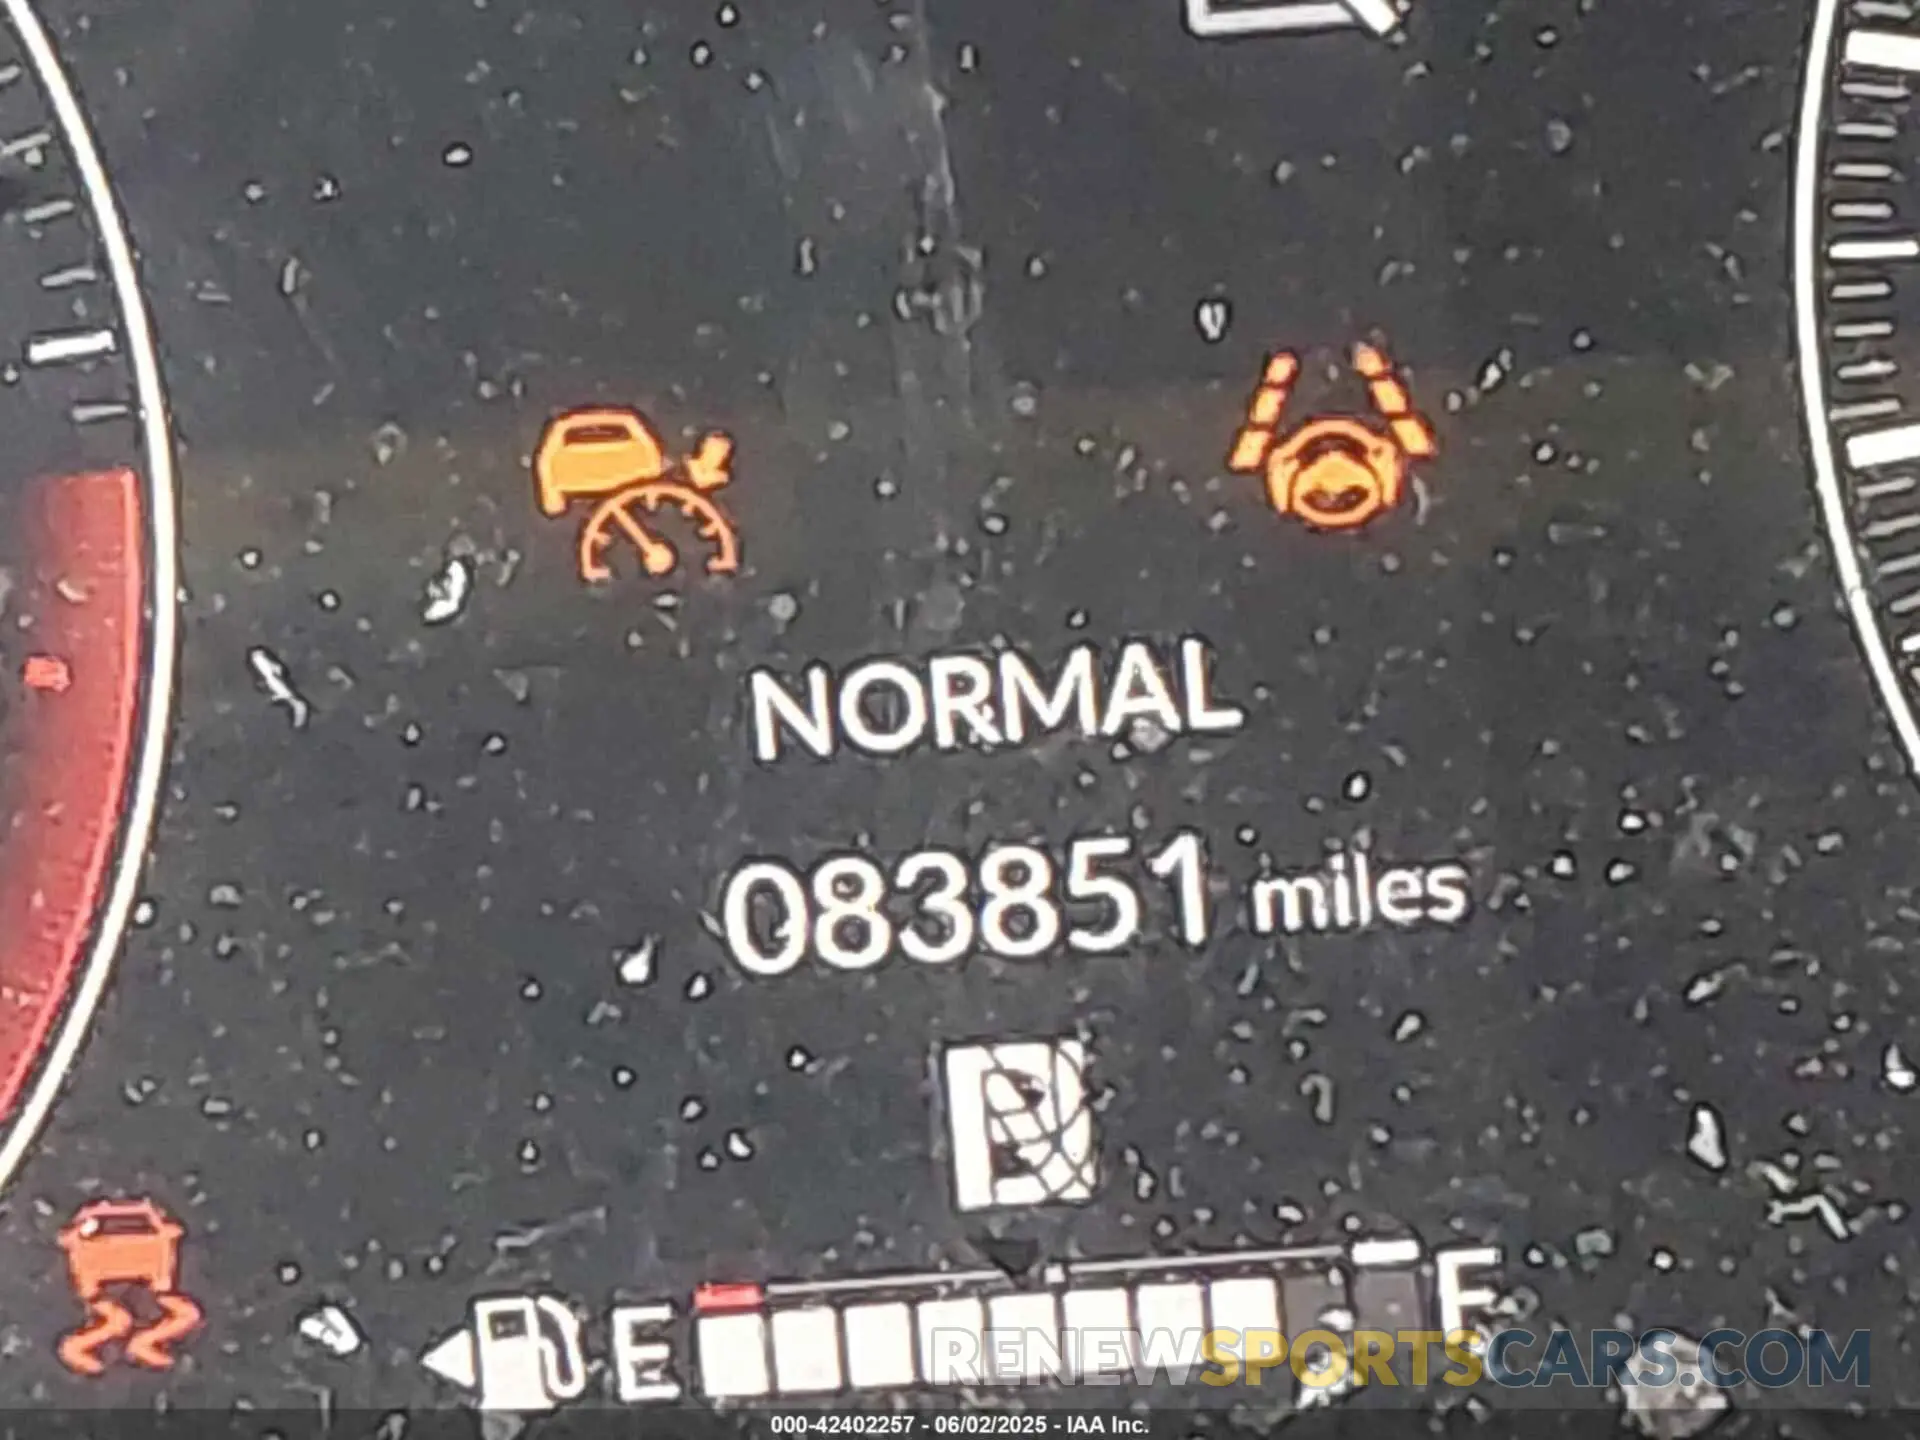 NORMAL
083851 miles
E F
RENEWSPORTSCARS.COM
000-42402257 - 06/02/2025 - IAA Inc.